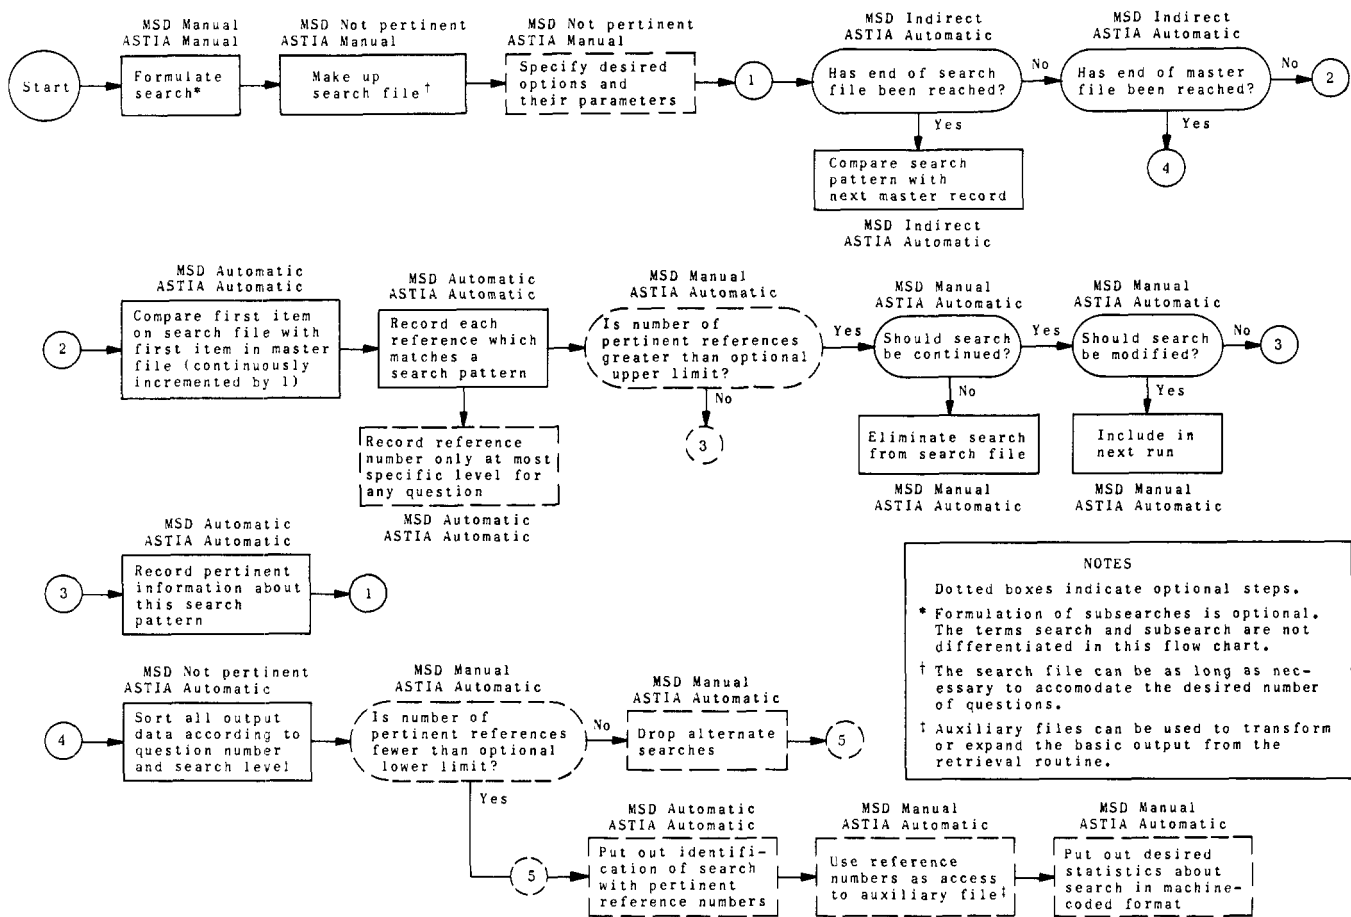 MSD Manual
ASTIA Manual
Start
Formulate
search*
MSD Not pertinent
ASTIA Manual
Make up
search file†
MSD Not pertinent
ASTIA Manual
Specify desired
options and
their parameters
1
MSD Indirect
ASTIA Automatic
Has end of search
file been reached?
No
Yes
Compare search
pattern with
next master record
MSD Indirect
ASTIA Automatic
MSD Indirect
ASTIA Automatic
Has end of master
file been reached?
No
2
Yes
4
2
MSD Automatic
ASTIA Automatic
Compare first item
on search file with
first item in master
file (continuously
incremented by 1)
MSD Automatic
ASTIA Automatic
Record each
reference which
matches a
search pattern
Record reference
number only at most
specific level for
any question
MSD Automatic
ASTIA Automatic
MSD Manual
ASTIA Automatic
Is number of
pertinent references
greater than optional
upper limit?
Yes
No
3
MSD Manual
ASTIA Automatic
Should search
be continued?
Yes
No
Eliminate search
from search file
MSD Manual
ASTIA Automatic
MSD Manual
ASTIA Automatic
Should search
be modified?
No
3
Yes
Include in
next run
MSD Manual
ASTIA Automatic
3
MSD Automatic
ASTIA Automatic
Record pertinent
information about
this search
pattern
1
NOTES
Dotted boxes indicate optional steps.
* Formulation of subsearches is optional.
The terms search and subsearch are not
differentiated in this flow chart.
† The search file can be as long as nec-
essary to accomodate the desired number
of questions.
‡ Auxiliary files can be used to transform
or expand the basic output from the
retrieval routine.
4
MSD Not pertinent
ASTIA Automatic
Sort all output
data according to
question number
and search level
MSD Manual
ASTIA Automatic
Is number of
pertinent references
fewer than optional
lower limit?
No
Yes
MSD Manual
ASTIA Automatic
Drop alternate
searches
5
5
MSD Automatic
ASTIA Automatic
Put out identifi-
cation of search
with pertinent
reference numbers
MSD Manual
ASTIA Automatic
Use reference
numbers as access
to auxiliary file‡
MSD Manual
ASTIA Automatic
Put out desired
statistics about
search in machine-
coded format